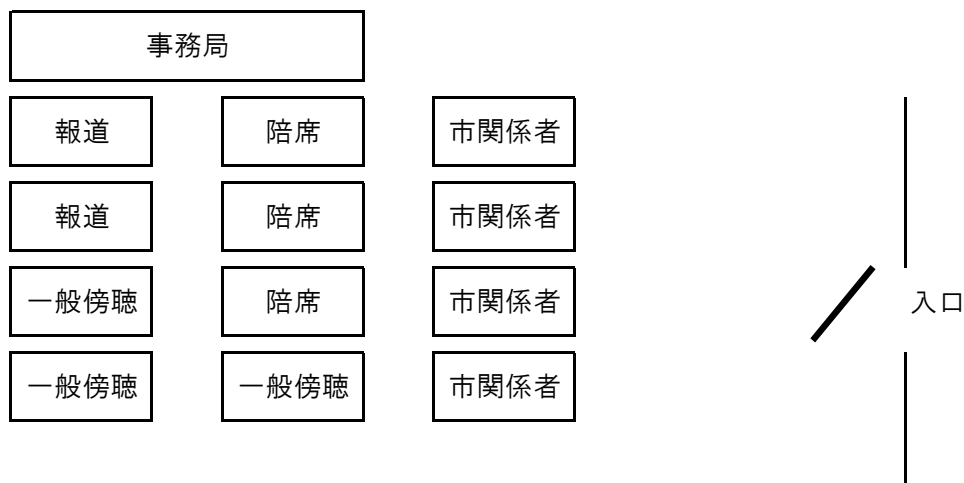 事務局
報道 陪席 市関係者
報道 陪席 市関係者
一般傍聴 陪席 市関係者 入口
一般傍聴 一般傍聴 市関係者